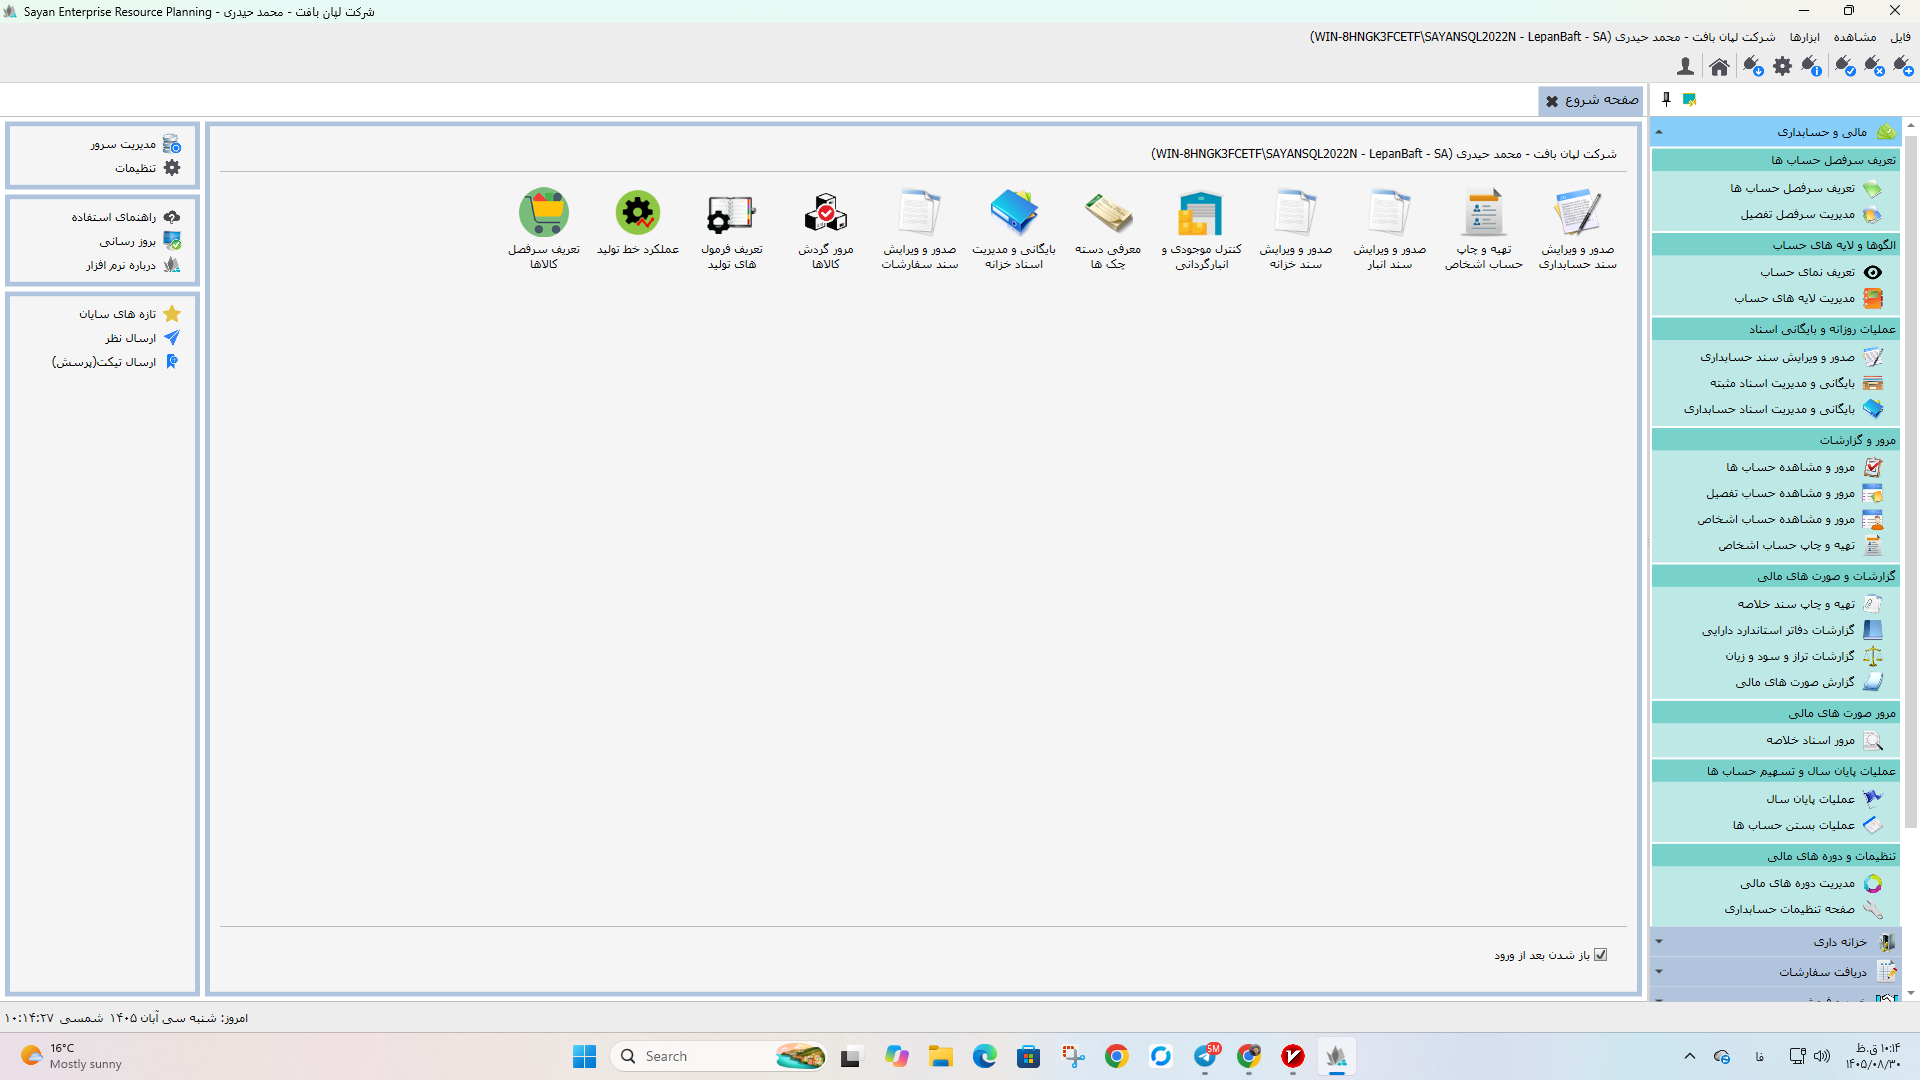 Sayan Enterprise Resource Planning - شرکت لپان بافت - محمد حیدری
فایل مشاهده ابزارها شرکت لپان بافت - محمد حیدری (WIN-8HNGK3FCETF\SAYANSQL2022N - LepanBaft - SA)
صفحه شروع
مالی و حسابداری
تعریف سرفصل حساب ها
تعریف سرفصل حساب ها
مدیریت سرفصل تفصیل
الگوها و لایه های حساب
تعریف نمای حساب
مدیریت لایه های حساب
عملیات روزانه و بایگانی اسناد
صدور و ویرایش سند حسابداری
بایگانی و مدیریت اسناد مثبته
بایگانی و مدیریت اسناد حسابداری
مرور و گزارشات
مرور و مشاهده حساب ها
مرور و مشاهده حساب تفصیل
مرور و مشاهده حساب اشخاص
تهیه و چاپ حساب اشخاص
گزارشات و صورت های مالی
تهیه و چاپ سند خلاصه
گزارشات دفاتر استاندارد دارایی
گزارشات تراز و سود و زیان
گزارش صورت های مالی
مرور صورت های مالی
مرور اسناد خلاصه
عملیات پایان سال و تسهیم حساب ها
عملیات پایان سال
عملیات بستن حساب ها
تنظیمات و دوره های مالی
مدیریت دوره های مالی
صفحه تنظیمات حسابداری
خزانه داری
دریافت سفارشات
شرکت لپان بافت - محمد حیدری (WIN-8HNGK3FCETF\SAYANSQL2022N - LepanBaft - SA)
صدور و ویرایش
سند حسابداری
تهیه و چاپ
حساب اشخاص
صدور و ویرایش
سند انبار
صدور و ویرایش
سند خزانه
کنترل موجودی و
انبارگردانی
معرفی دسته
چک ها
بایگانی و مدیریت
اسناد خزانه
صدور و ویرایش
سند سفارشات
مرور گردش
کالاها
تعریف فرمول
های تولید
عملکرد خط تولید
تعریف سرفصل
کالاها
باز شدن بعد از ورود
مدیریت سرور
تنظیمات
راهنمای استفاده
بروز رسانی
درباره نرم افزار
تازه های سایان
ارسال نظر
ارسال تیکت(پرسش)
امروز: شنبه سی آبان ۱۴۰۵ شمسی ۱۰:۱۴:۲۷
16°C
Mostly sunny
Search
5M
فا
۱۰:۱۴ ق.ظ
۱۴۰۵/۰۸/۳۰